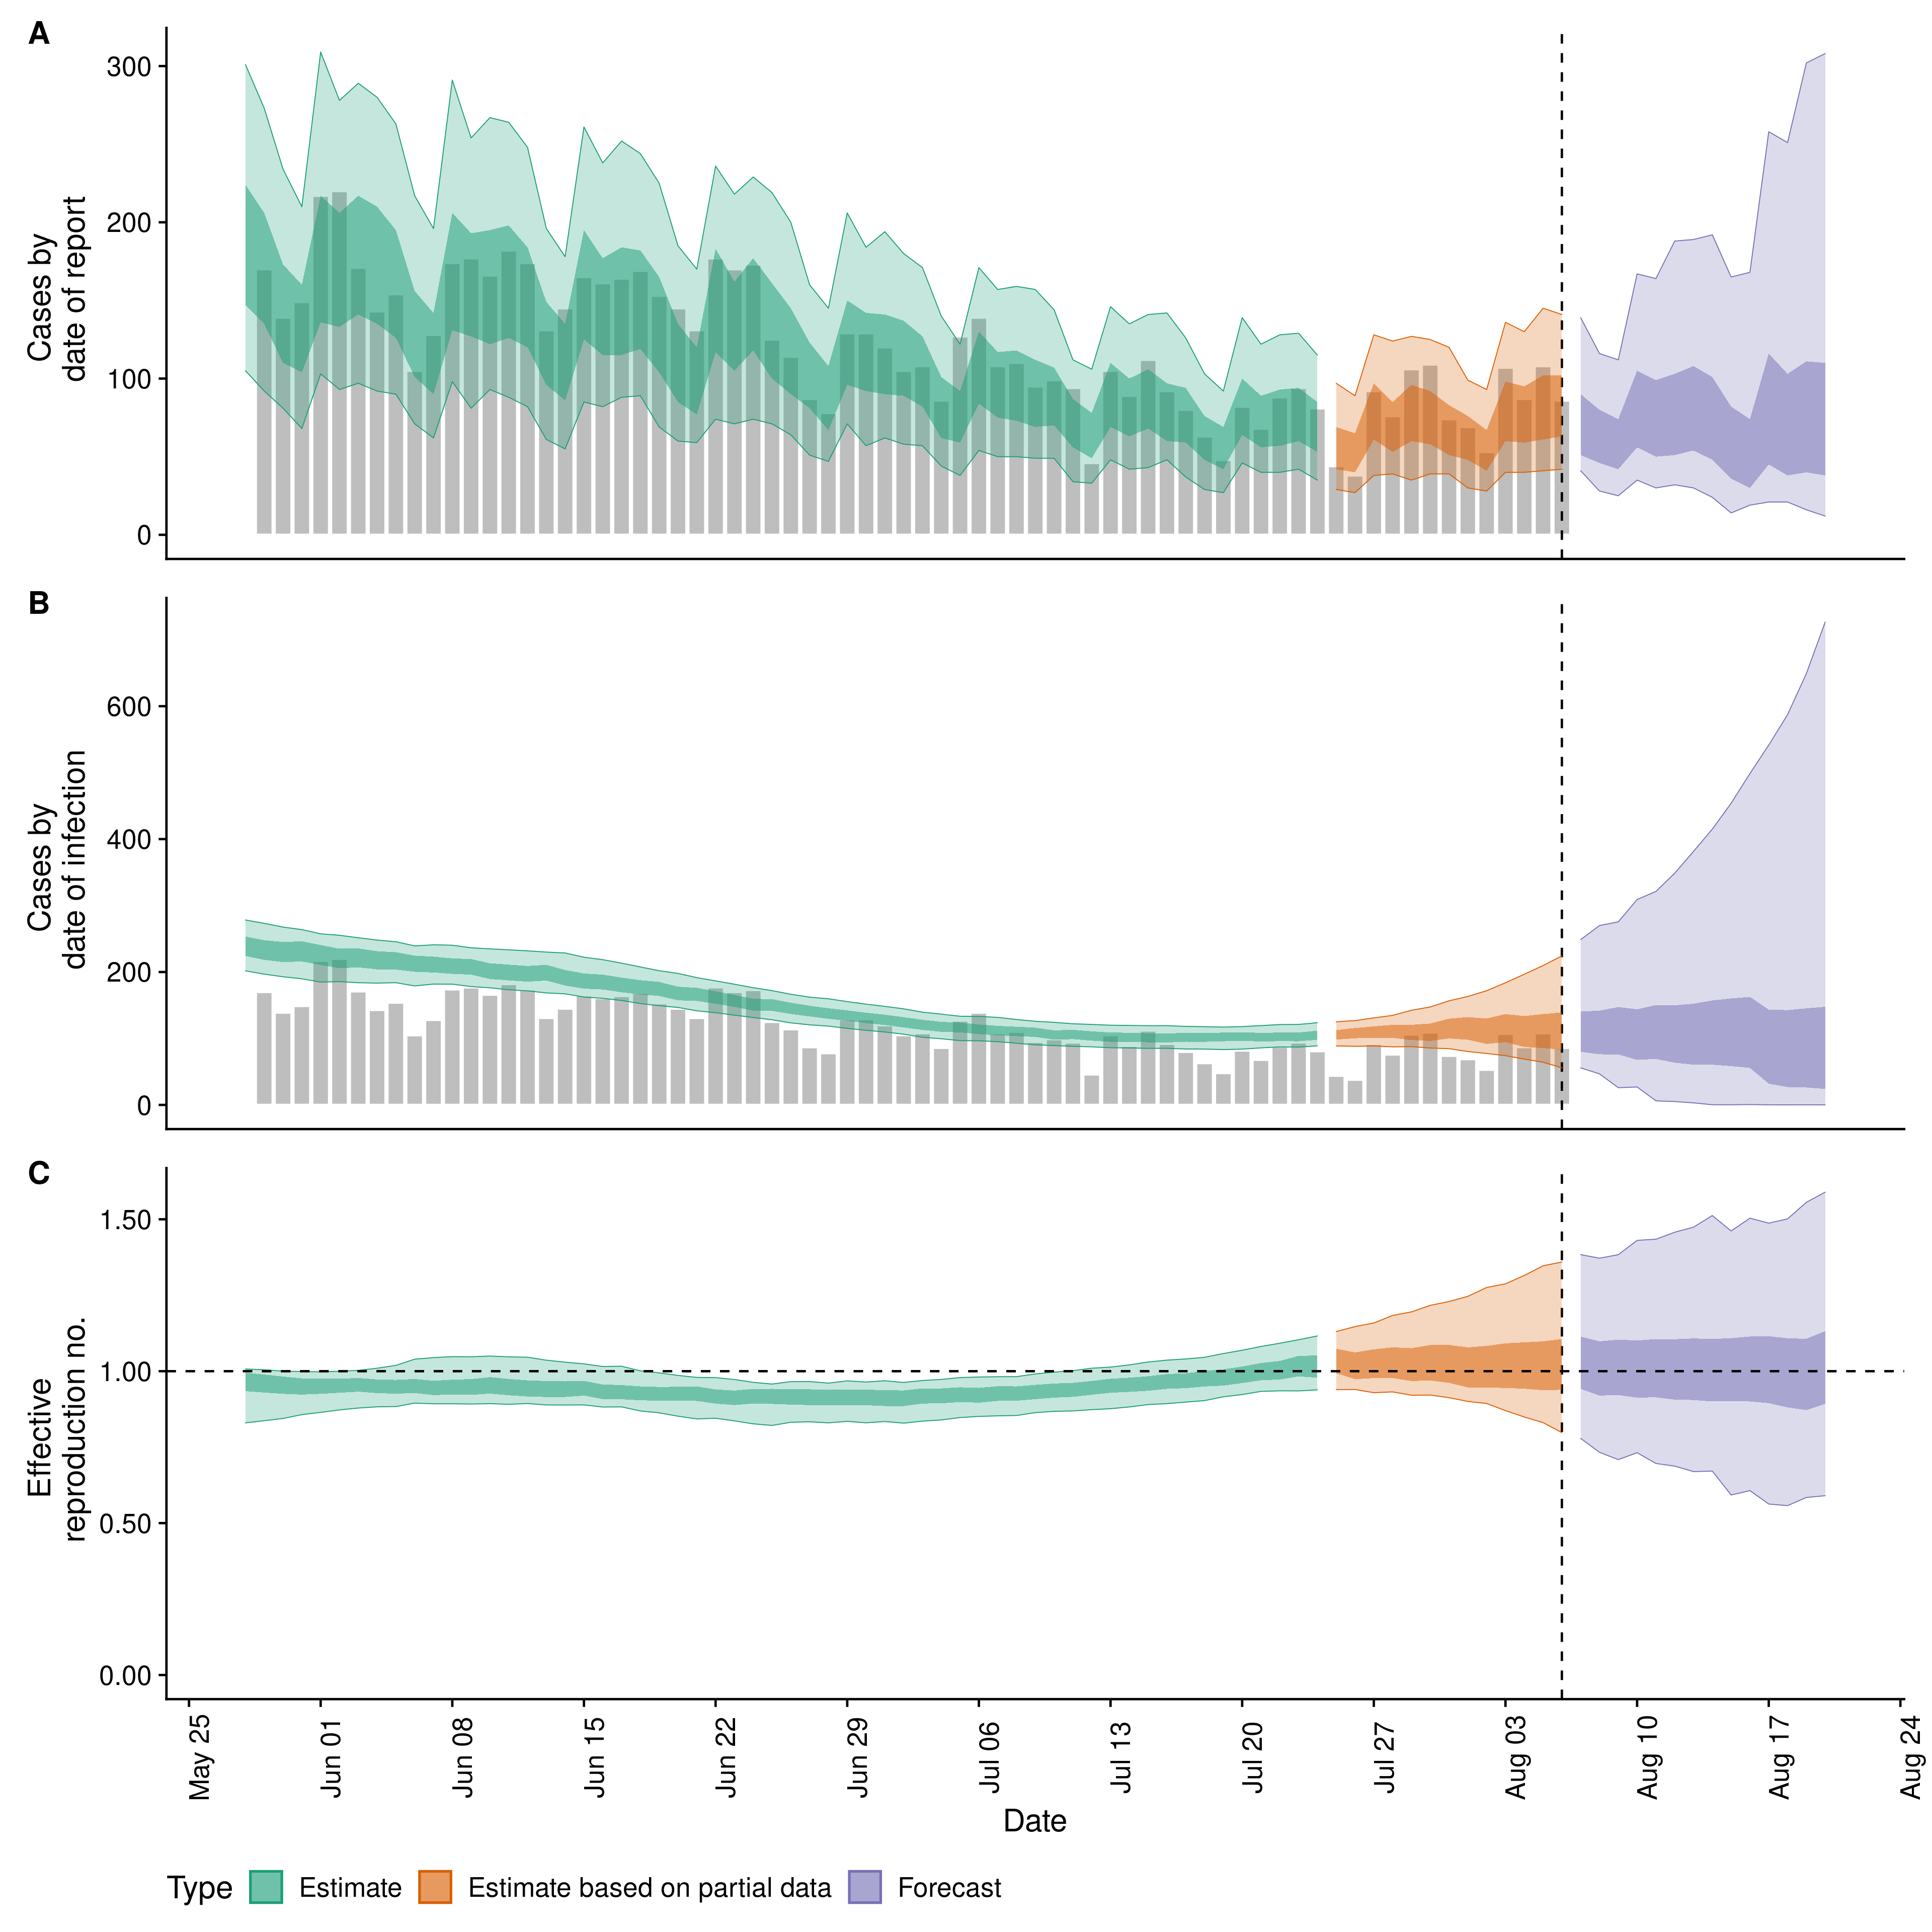 A
300
200
100
0
Cases by
date of report
B
600
400
200
0
Cases by
date of infection
C
1.50
1.00
0.50
0.00
Effective
reproduction no.
May 25
Jun 01
Jun 08
Jun 15
Jun 22
Jun 29
Jul 06
Jul 13
Jul 20
Jul 27
Aug 03
Aug 10
Aug 17
Aug 24
Date
Type Estimate Estimate based on partial data Forecast